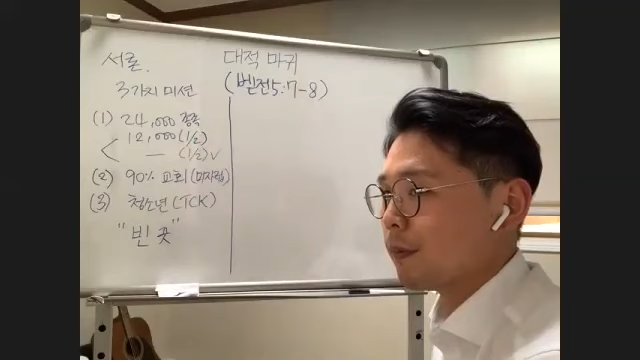 서론.
3가지 미션
(1) 24,000 종족
< 12,000 (1/2)
— (1/2) ✓
(2) 90% 교회 (미자립)
(3) 청소년 (TCK)
"빈 곳"
대적 마귀
(벧전5:7-8)